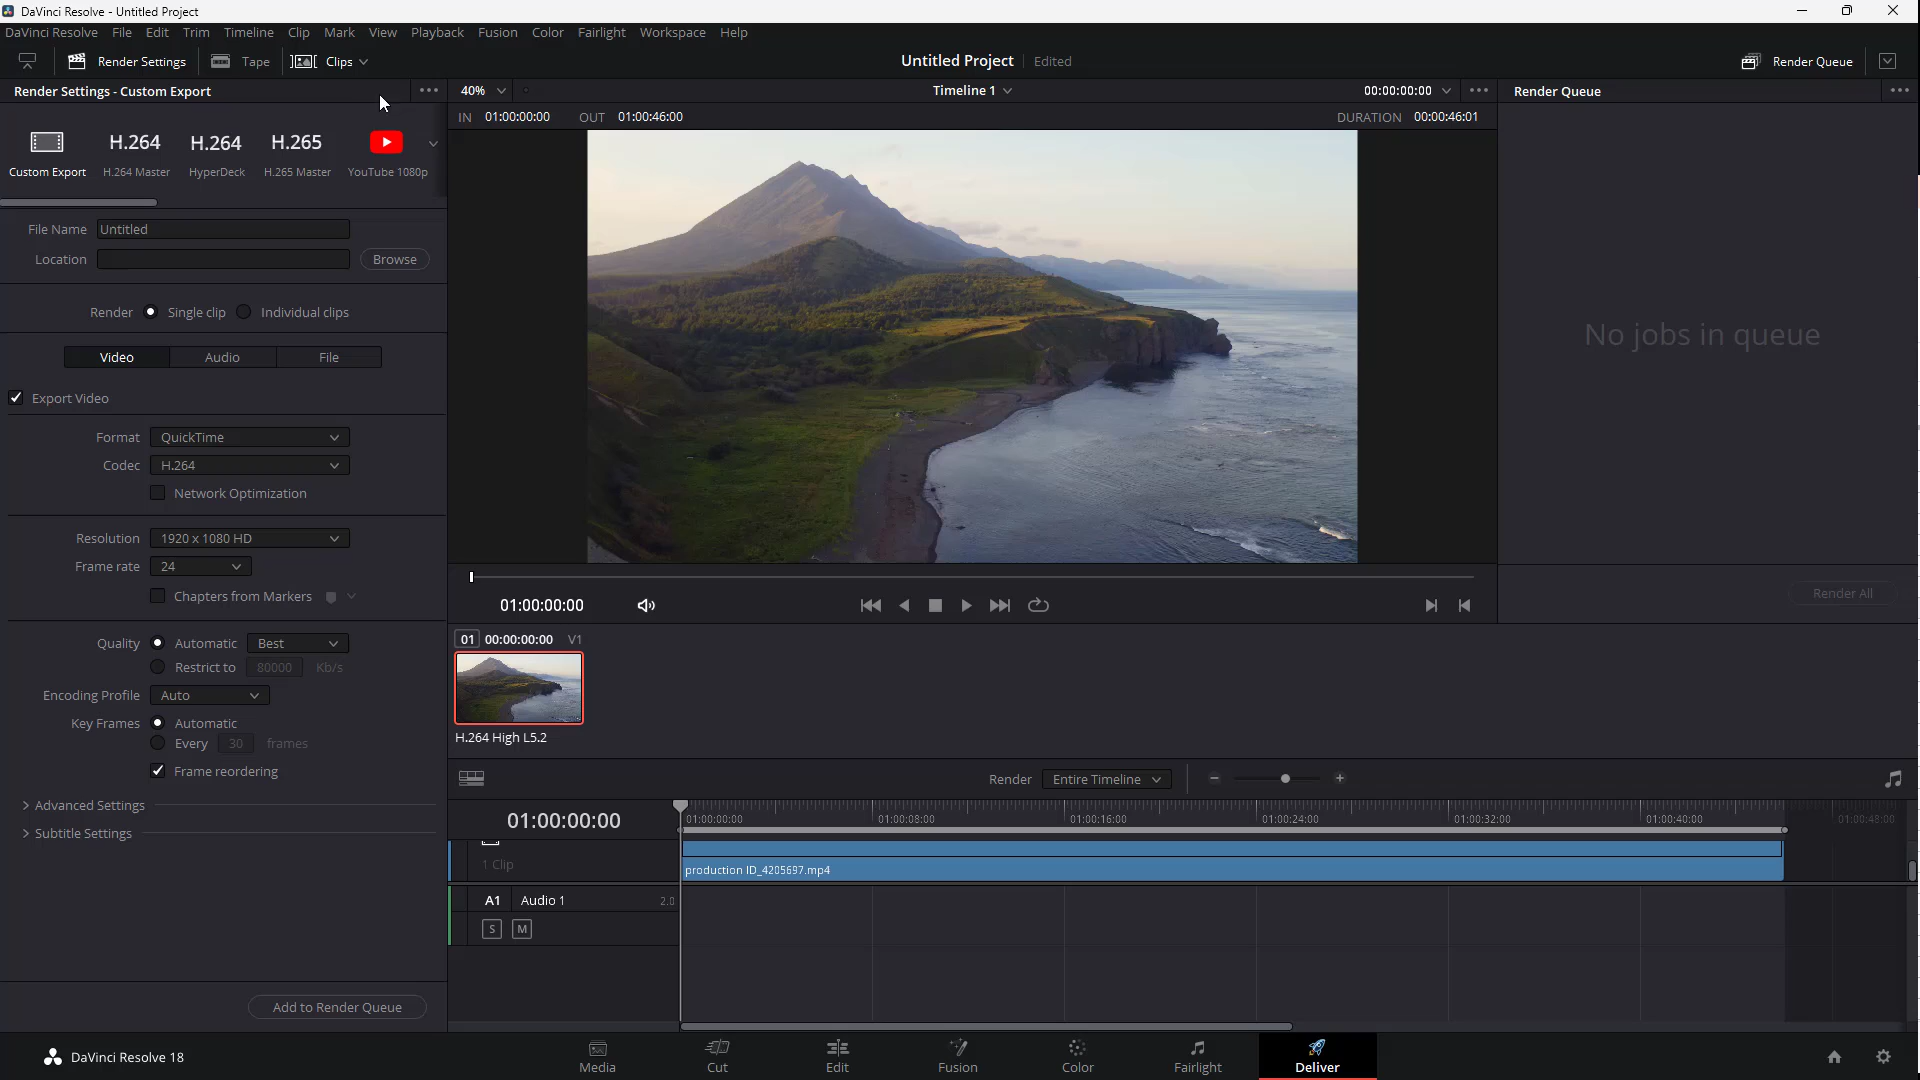 DaVinci Resolve - Untitled Project
DaVinci Resolve File Edit Trim Timeline Clip Mark View Playback Fusion Color Fairlight Workspace Help
Render Settings Tape Clips Untitled Project Edited Render Queue
Render Settings - Custom Export 40% Timeline 1 00:00:00:00 Render Queue
IN 01:00:00:00 OUT 01:00:46:00 DURATION 00:00:46:01
H.264 H.264 H.265
Custom Export H.264 Master HyperDeck H.265 Master YouTube 1080p
File Name Untitled
Location Browse
Render Single clip Individual clips
No jobs in queue
Video Audio File
Export Video
Format QuickTime
Codec H.264
Network Optimization
Resolution 1920 x 1080 HD
Frame rate 24
Chapters from Markers
Render All
01:00:00:00
Quality Automatic Best
Restrict to 80000 Kb/s
Encoding Profile Auto
Key Frames Automatic
Every 30 frames
Frame reordering
Advanced Settings
Subtitle Settings
Add to Render Queue
01 00:00:00:00 V1
H.264 High L5.2
Render Entire Timeline
01:00:00:00 01:00:00:00 01:00:08:00 01:00:16:00 01:00:24:00 01:00:32:00 01:00:40:00 01:00:48:00
1 Clip
production ID_4205697.mp4
A1 Audio 1 2.0
S M
DaVinci Resolve 18
Media Cut Edit Fusion Color Fairlight Deliver